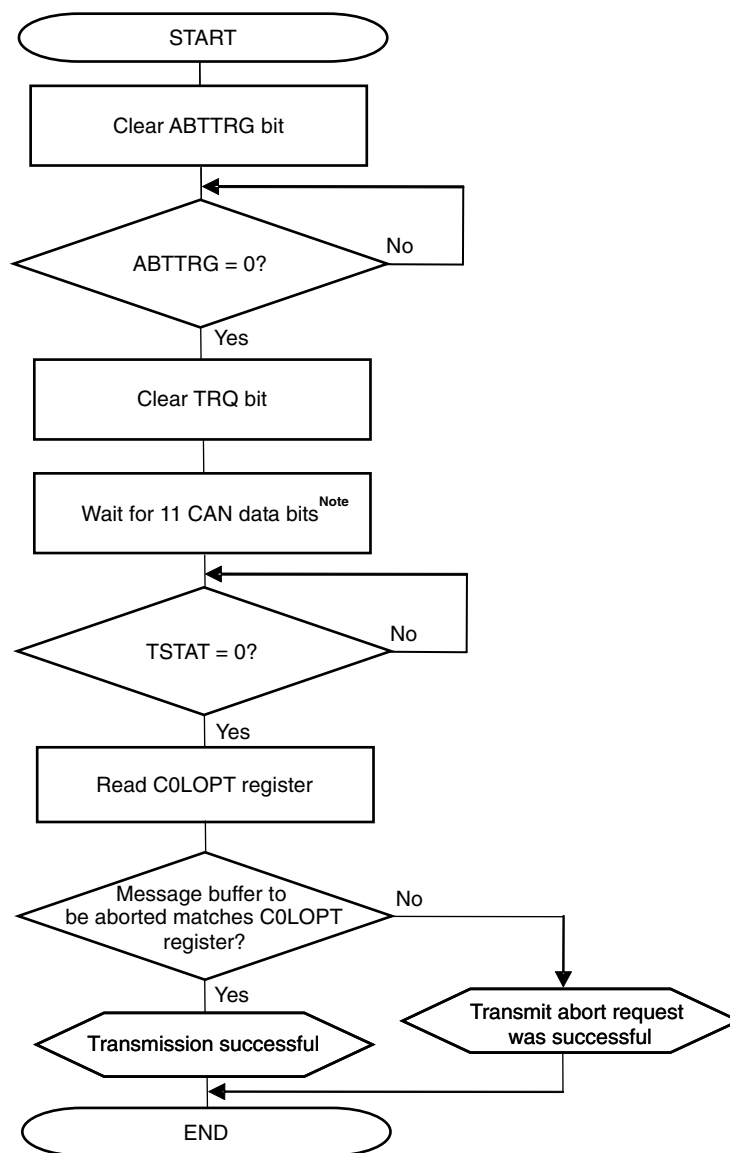 START
Clear ABTTRG bit
ABTTRG = 0?
No
Yes
Clear TRQ bit
Wait for 11 CAN data bitsNote
TSTAT = 0?
No
Yes
Read C0LOPT register
Message buffer to
be aborted matches C0LOPT
register?
No
Yes
Transmit abort request
was successful
Transmission successful
END